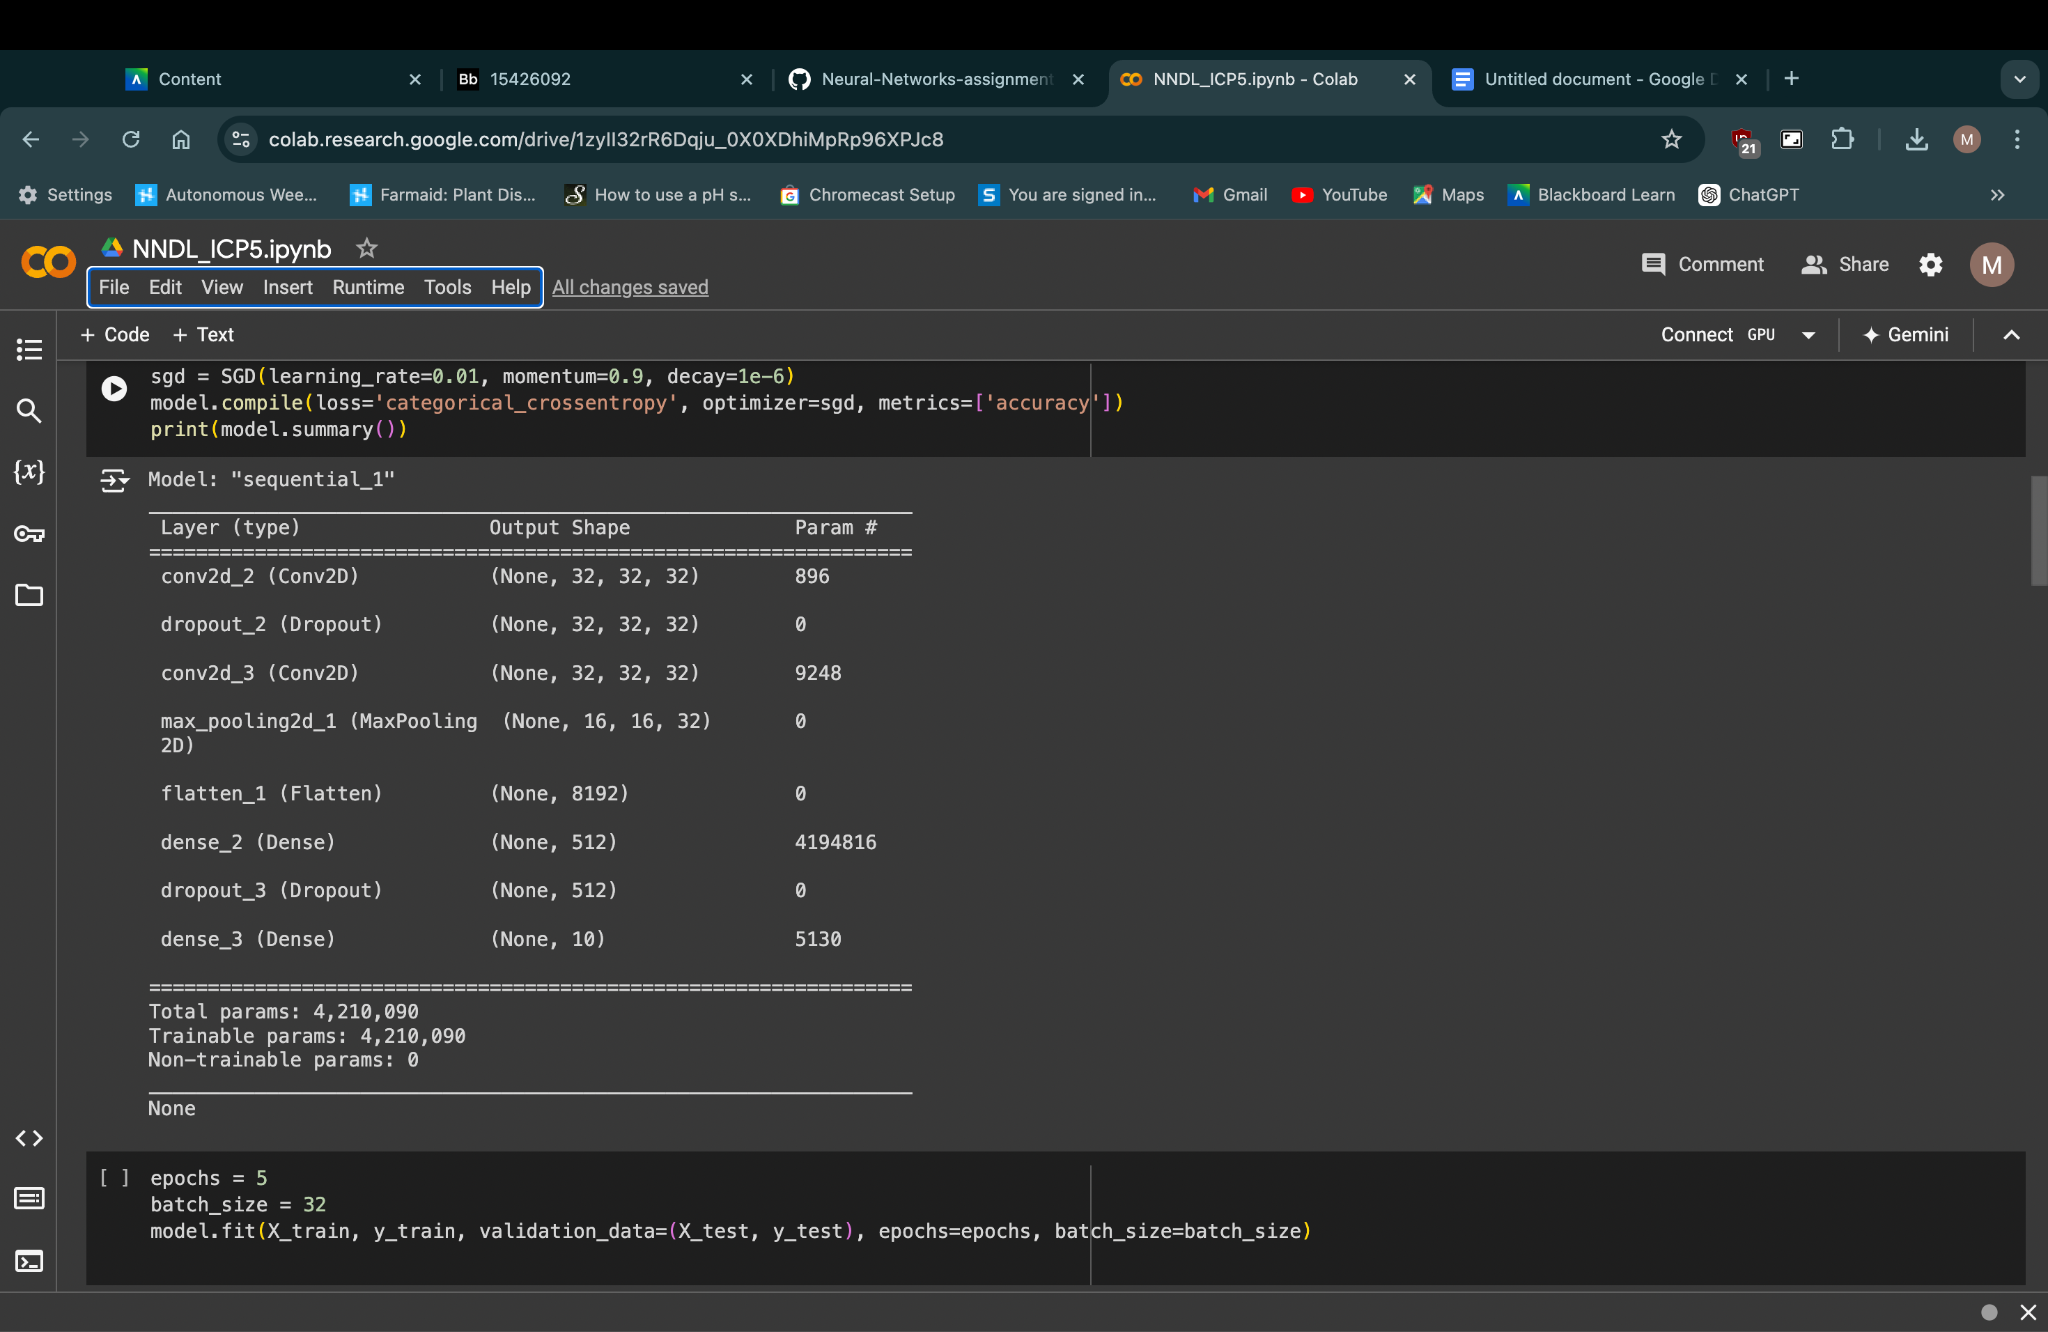 Content
Bb 15426092
Neural-Networks-assignment
NNDL_ICP5.ipynb - Colab
Untitled document - Google D
colab.research.google.com/drive/1zyII32rR6Dqju_0X0XDhiMpRp96XPJc8
21
M
Settings
Autonomous Wee...
Farmaid: Plant Dis...
How to use a pH s...
Chromecast Setup
You are signed in...
Gmail
YouTube
Maps
Blackboard Learn
ChatGPT
NNDL_ICP5.ipynb
Comment
Share
M
File Edit View Insert Runtime Tools Help All changes saved
+ Code + Text
Connect GPU
Gemini
sgd = SGD(learning_rate=0.01, momentum=0.9, decay=1e-6)
model.compile(loss='categorical_crossentropy', optimizer=sgd, metrics=['accuracy'])
print(model.summary())
{x}
Model: "sequential_1"
Layer (type) Output Shape Param #
=================================================================
conv2d_2 (Conv2D) (None, 32, 32, 32) 896
dropout_2 (Dropout) (None, 32, 32, 32) 0
conv2d_3 (Conv2D) (None, 32, 32, 32) 9248
max_pooling2d_1 (MaxPooling (None, 16, 16, 32) 0
2D)
flatten_1 (Flatten) (None, 8192) 0
dense_2 (Dense) (None, 512) 4194816
dropout_3 (Dropout) (None, 512) 0
dense_3 (Dense) (None, 10) 5130
=================================================================
Total params: 4,210,090
Trainable params: 4,210,090
Non-trainable params: 0
None
[ ] epochs = 5
batch_size = 32
model.fit(X_train, y_train, validation_data=(X_test, y_test), epochs=epochs, batch_size=batch_size)